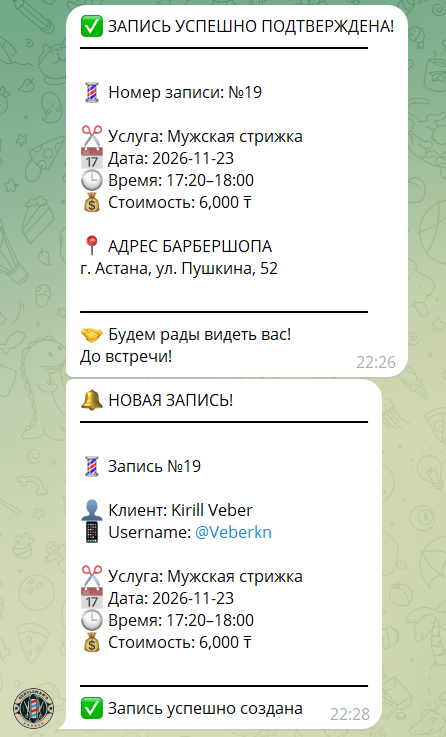 ✅ ЗАПИСЬ УСПЕШНО ПОДТВЕРЖДЕНА!
💈 Номер записи: №19
✂️ Услуга: Мужская стрижка
📅 Дата: 2026-11-23
🕒 Время: 17:20–18:00
💰 Стоимость: 6,000 ₸
📍 АДРЕС БАРБЕРШОПА
г. Астана, ул. Пушкина, 52
🤝 Будем рады видеть вас!
До встречи!
22:26
🔔 НОВАЯ ЗАПИСЬ!
💈 Запись №19
👤 Клиент: Kirill Veber
📱 Username: @Veberkn
✂️ Услуга: Мужская стрижка
📅 Дата: 2026-11-23
🕒 Время: 17:20–18:00
💰 Стоимость: 6,000 ₸
✅ Запись успешно создана
22:28